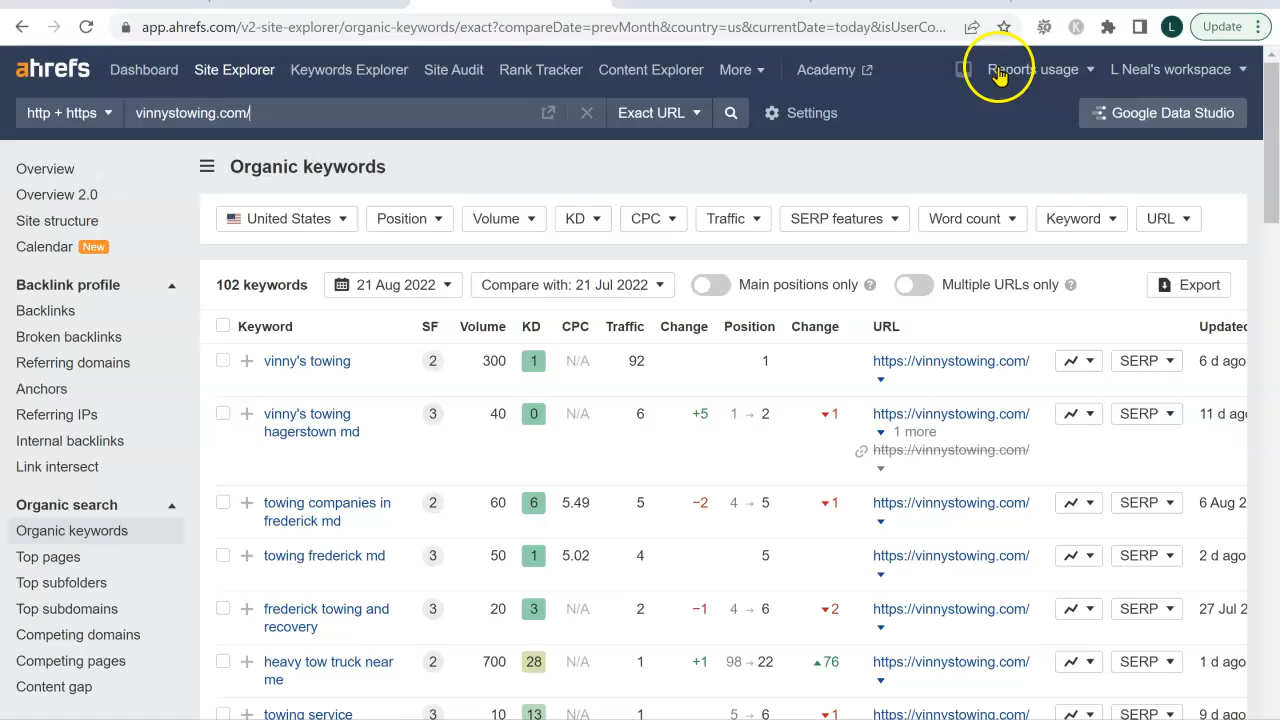 app.ahrefs.com/v2-site-explorer/organic-keywords/exact?compareDate=prevMonth&country=us&currentDate=today&isUserCo...
K
L
Update
ahrefs Dashboard Site Explorer Keywords Explorer Site Audit Rank Tracker Content Explorer More Academy Reports usage L Neal's workspace
http + https vinnystowing.com/ Exact URL Settings Google Data Studio
Overview
Overview 2.0
Site structure
Calendar New
Backlink profile
Backlinks
Broken backlinks
Referring domains
Anchors
Referring IPs
Internal backlinks
Link intersect
Organic search
Organic keywords
Top pages
Top subfolders
Top subdomains
Competing domains
Competing pages
Content gap
Organic keywords
United States Position Volume KD CPC Traffic SERP features Word count Keyword URL
102 keywords 21 Aug 2022 Compare with: 21 Jul 2022 Main positions only ? Multiple URLs only ? Export
Keyword SF Volume KD CPC Traffic Change Position Change URL Updated
vinny's towing 2 300 1 N/A 92 1 https://vinnystowing.com/ SERP 6 d ago
vinny's towing 3 40 0 N/A 6 +5 1 → 2 ▼1 https://vinnystowing.com/ SERP 11 d ago
hagerstown md 1 more
https://vinnystowing.com/
towing companies in 2 60 6 5.49 5 −2 4 → 5 ▼1 https://vinnystowing.com/ SERP 6 Aug 2
frederick md
towing frederick md 3 50 1 5.02 4 5 https://vinnystowing.com/ SERP 2 d ago
frederick towing and 3 20 3 N/A 2 −1 4 → 6 ▼2 https://vinnystowing.com/ SERP 27 Jul 2
recovery
heavy tow truck near 2 700 28 N/A 1 +1 98 → 22 ▲76 https://vinnystowing.com/ SERP 1 d ago
me
towing service 3 10 13 N/A 1 5 → 6 ▼1 https://vinnystowing.com/ SERP 9 d ago